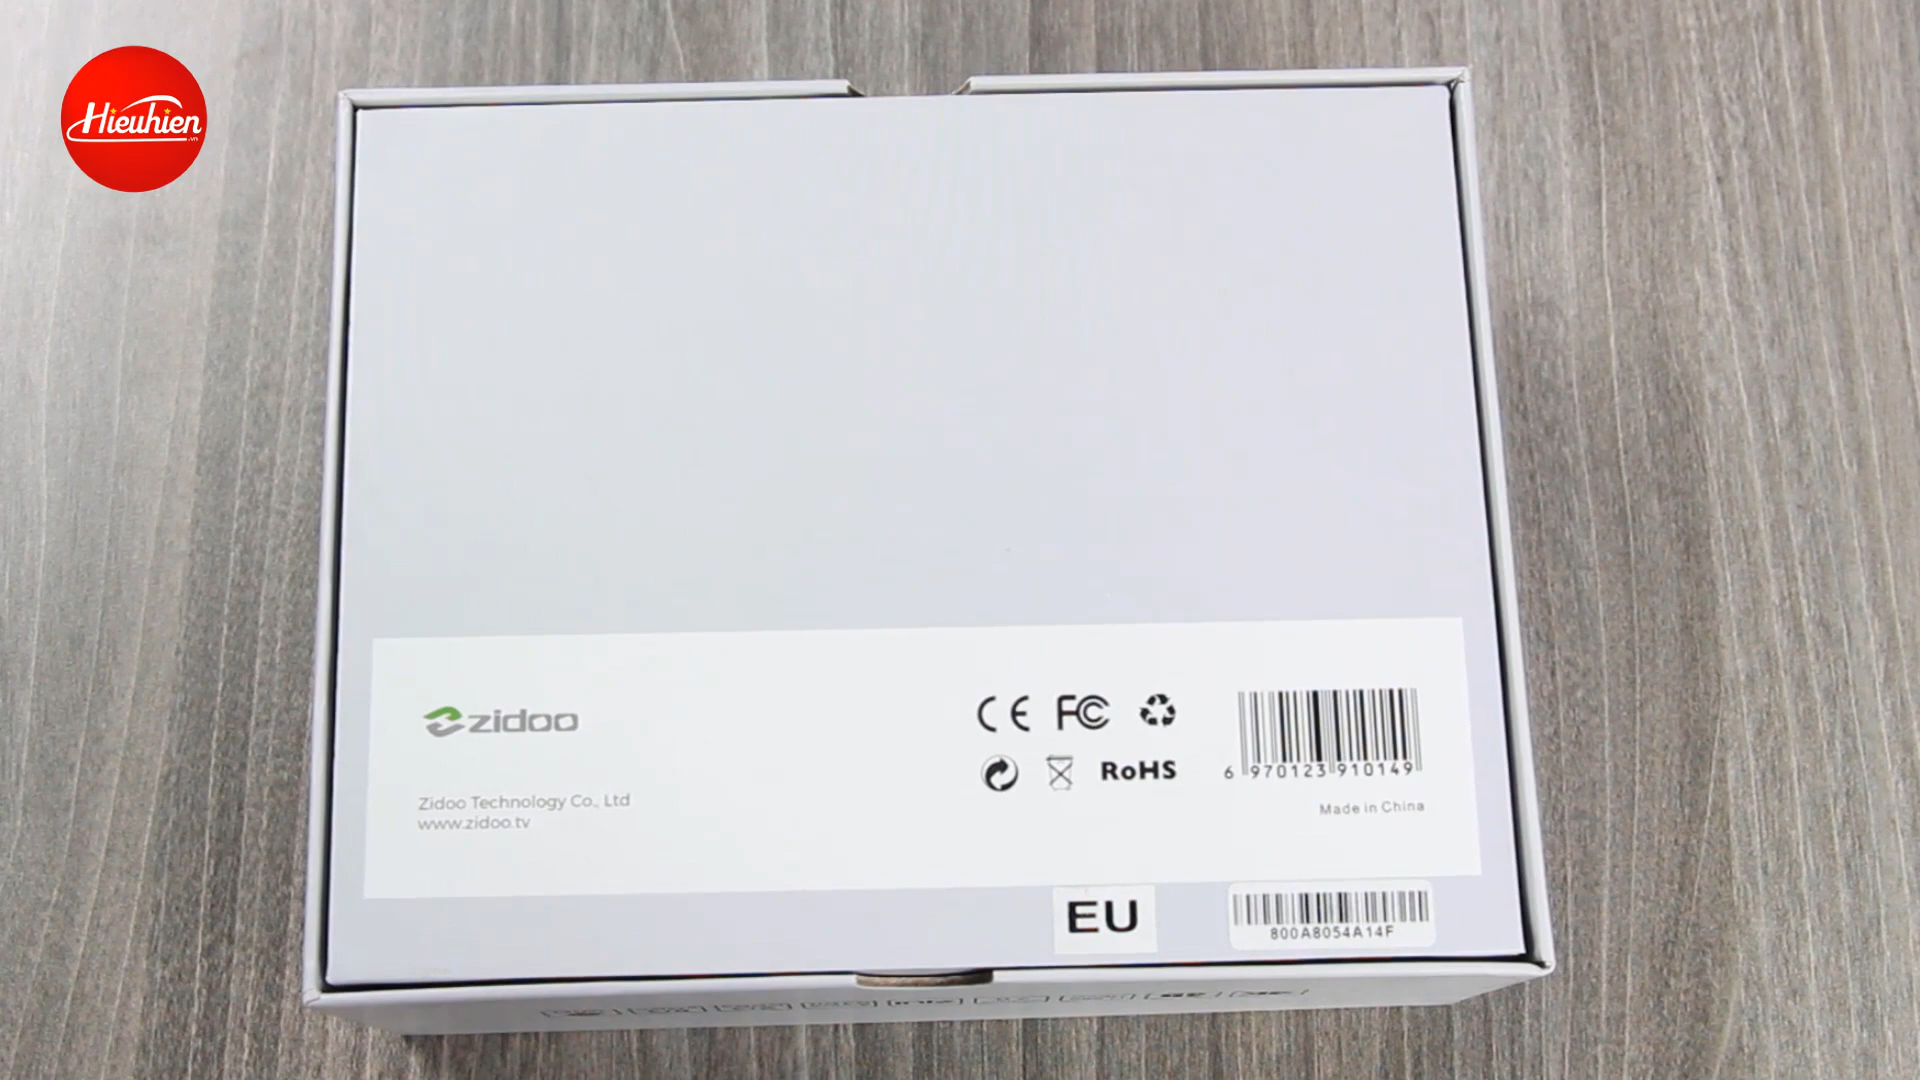 Hieuhien.vn
zidoo
Zidoo Technology Co., Ltd
www.zidoo.tv
CE FC
RoHS
6 970123 910149
Made in China
EU
800A8054A14F